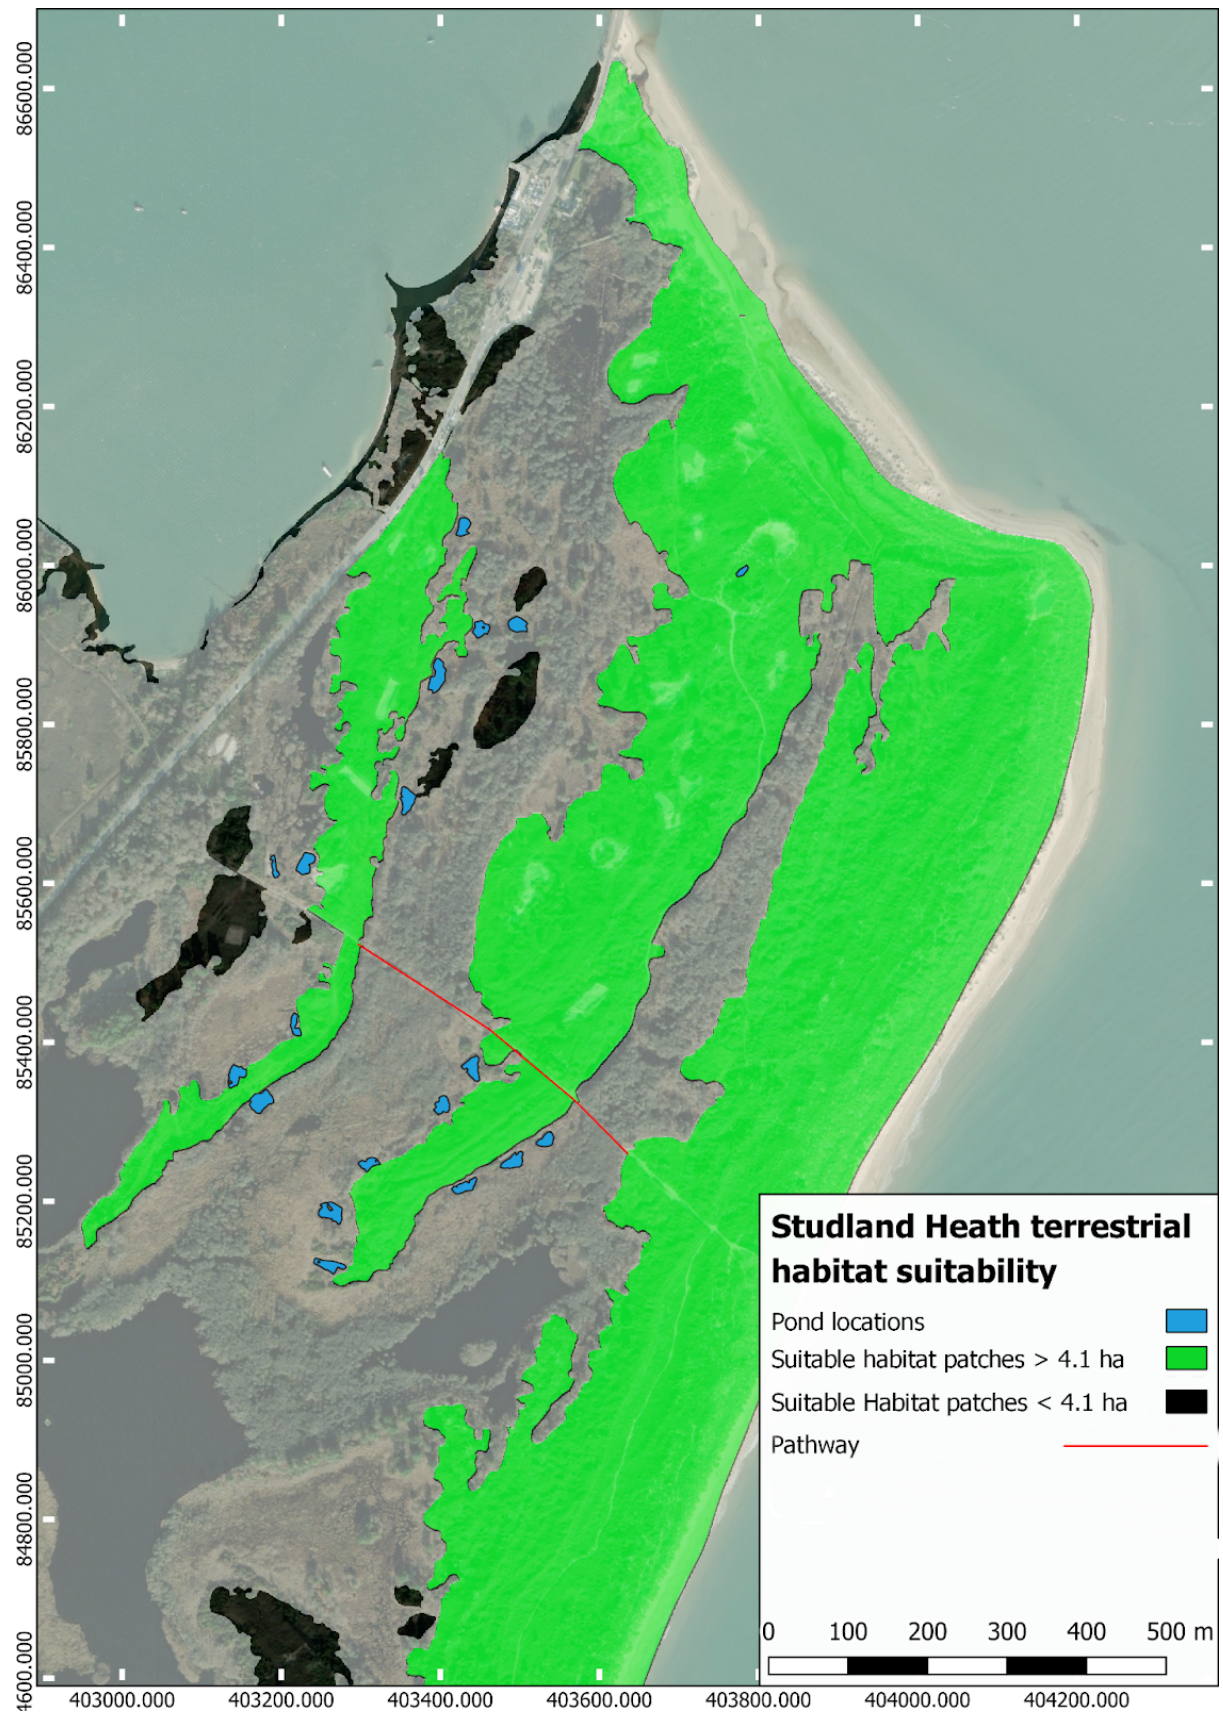 86600.000
86400.000
86200.000
86000.000
85800.000
85600.000
85400.000
85200.000
85000.000
84800.000
4600.000
Studland Heath terrestrial
habitat suitability
Pond locations
Suitable habitat patches > 4.1 ha
Suitable Habitat patches < 4.1 ha
Pathway
0 100 200 300 400 500 m
403000.000 403200.000 403400.000 403600.000 403800.000 404000.000 404200.000